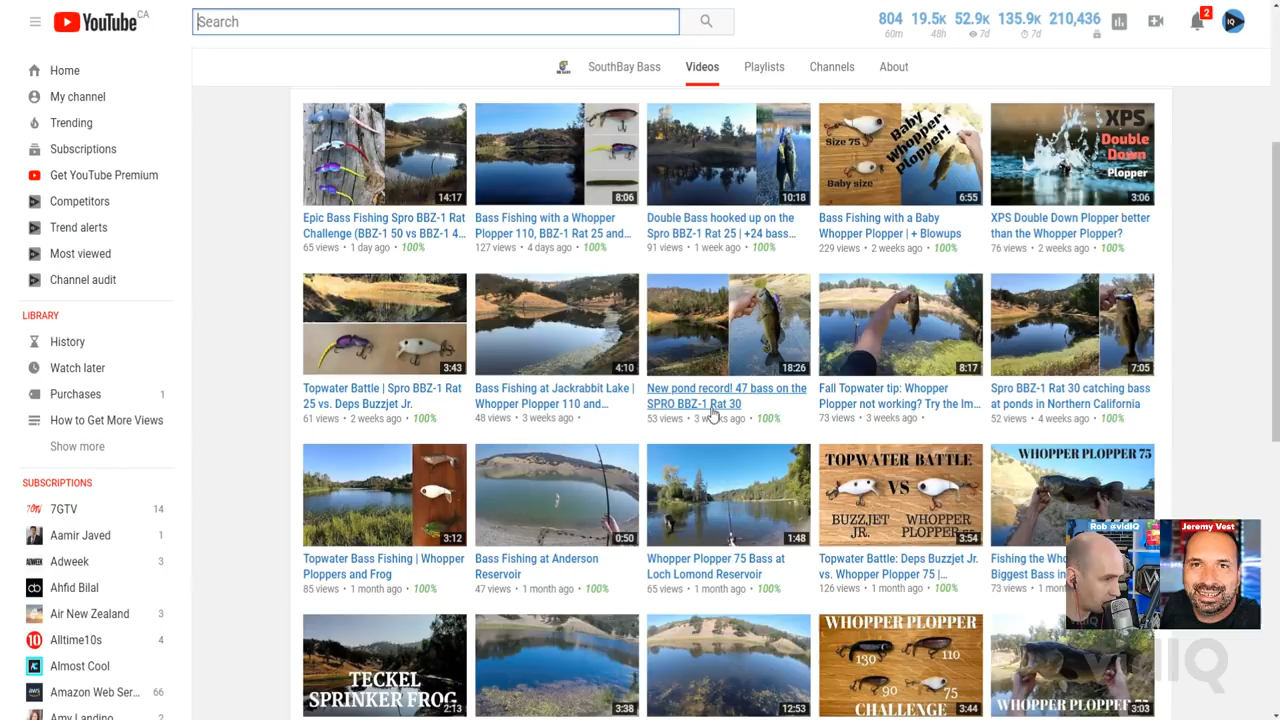 YouTube CA
Search
804 19.5K 52.9K 135.9K 210,436
60m 48h 7d 7d
2
IQ
SouthBay Bass Videos Playlists Channels About
Home
My channel
Trending
Subscriptions
Get YouTube Premium
Competitors
Trend alerts
Most viewed
Channel audit
LIBRARY
History
Watch later
Purchases 1
How to Get More Views
Show more
SUBSCRIPTIONS
7GTV 14
Aamir Javed 1
Adweek 3
Ahfid Bilal
Air New Zealand 3
Alltime10s 4
Almost Cool
Amazon Web Ser... 66
Amy Landino 2
14:17
Epic Bass Fishing Spro BBZ-1 Rat
Challenge (BBZ-1 50 vs BBZ-1 4...
65 views • 1 day ago • 100%
8:06
Bass Fishing with a Whopper
Plopper 110, BBZ-1 Rat 25 and...
127 views • 4 days ago • 100%
10:18
Double Bass hooked up on the
Spro BBZ-1 Rat 25 | +24 bass...
91 views • 1 week ago • 100%
Size 75
Baby size
Baby
Whopper
Plopper!
6:55
Bass Fishing with a Baby
Whopper Plopper | + Blowups
229 views • 2 weeks ago • 100%
XPS
Double
Down
Plopper
3:06
XPS Double Down Plopper better
than the Whopper Plopper?
76 views • 2 weeks ago • 100%
3:43
Topwater Battle | Spro BBZ-1 Rat
25 vs. Deps Buzzjet Jr.
61 views • 2 weeks ago • 100%
4:10
Bass Fishing at Jackrabbit Lake |
Whopper Plopper 110 and...
48 views • 3 weeks ago •
18:26
New pond record! 47 bass on the
SPRO BBZ-1 Rat 30
53 views • 3 weeks ago • 100%
8:17
Fall Topwater tip: Whopper
Plopper not working? Try the Im...
73 views • 3 weeks ago •
7:05
Spro BBZ-1 Rat 30 catching bass
at ponds in Northern California
52 views • 4 weeks ago • 100%
3:12
Topwater Bass Fishing | Whopper
Ploppers and Frog
85 views • 1 month ago • 100%
0:50
Bass Fishing at Anderson
Reservoir
47 views • 1 month ago • 100%
1:48
Whopper Plopper 75 Bass at
Loch Lomond Reservoir
65 views • 1 month ago • 100%
TOPWATER BATTLE
VS
BUZZJET
JR.
WHOPPER
PLOPPER 75
3:54
Topwater Battle: Deps Buzzjet Jr.
vs. Whopper Plopper 75 |...
126 views • 1 month ago • 100%
WHOPPER PLOPPER 75
Fishing the Who
Biggest Bass in
73 views • 1 mon
Rob @vidIQ
Jeremy Vest
vidIQ
TECKEL
SPRINKER FROG
2:13
3:38
12:53
WHOPPER PLOPPER
130 110
90 75
CHALLENGE
3:44
WHOPPER PLOPPER
3:03
vidIQ